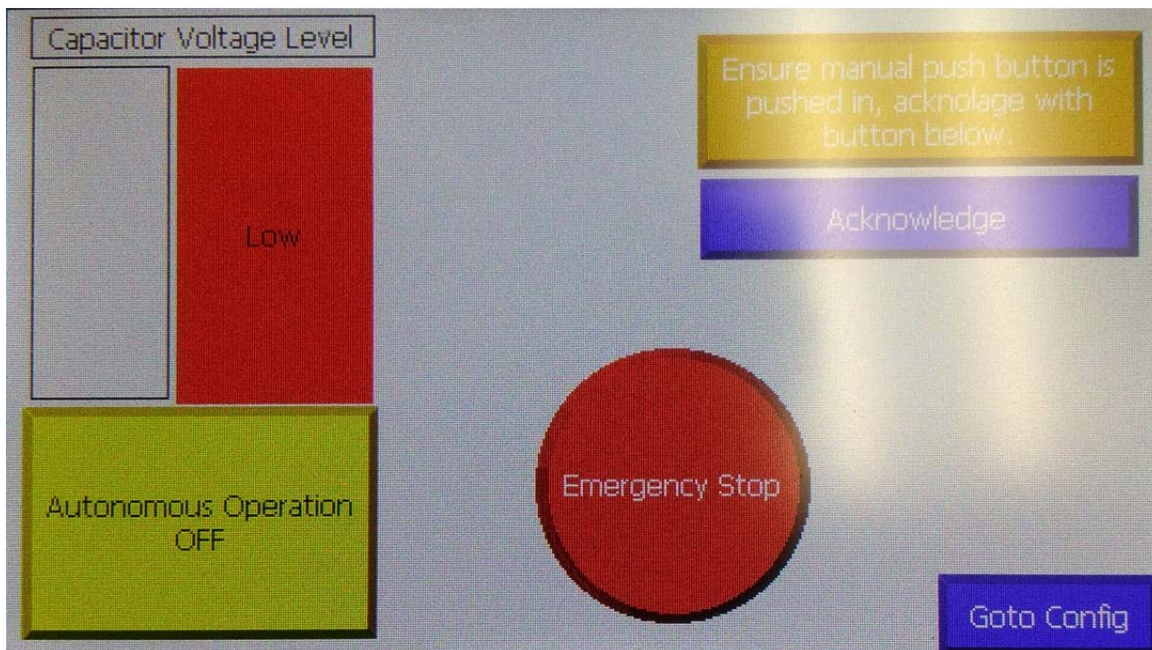 Capacitor Voltage Level
Ensure manual push button is
pushed in, acknolage with
button below.
Acknowledge
Low
Emergency Stop
Autonomous Operation
OFF
Goto Config